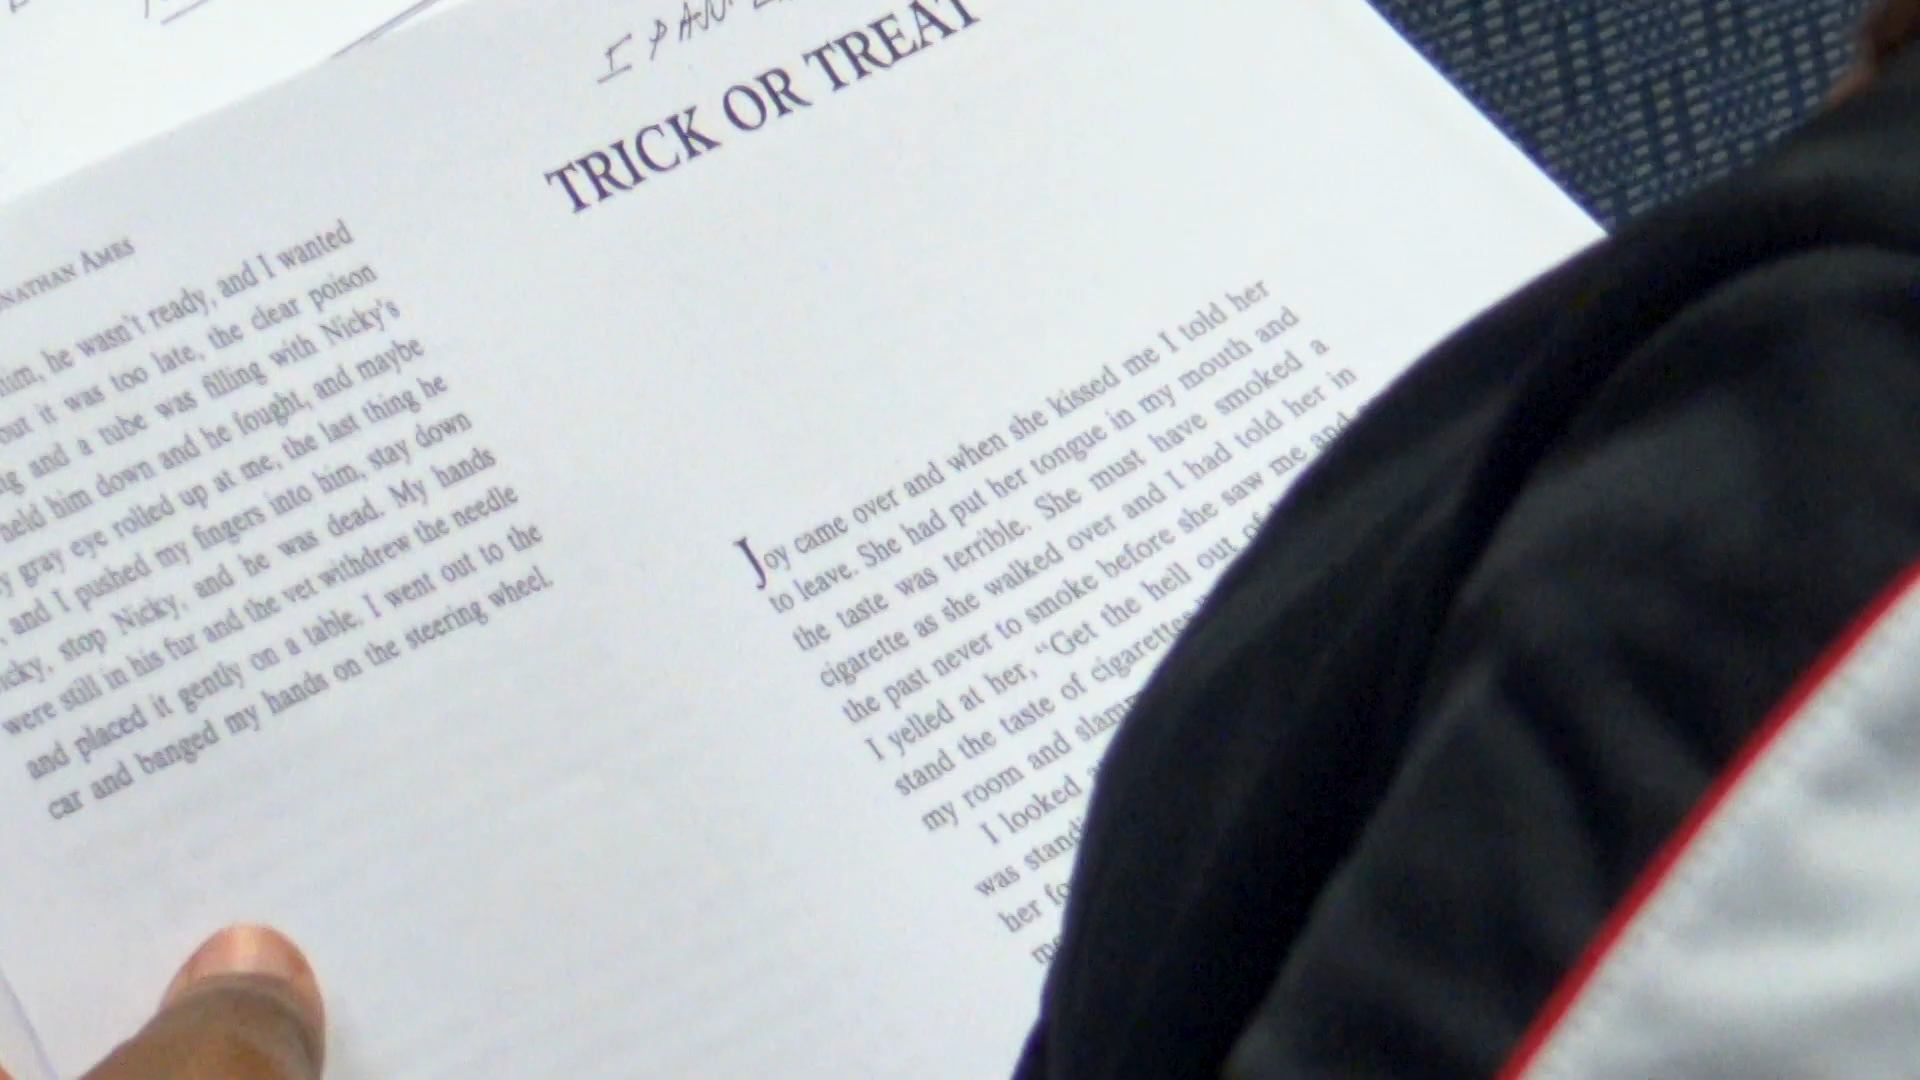 TRICK OR TREAT
AMES
him, he wasn't ready, and I wanted
but it was too late, the clear poison
and a tube was filling with Nicky's
held him down and he fought, and maybe
gray eye rolled up at me, the last thing he
and I pushed my fingers into him, stay down
stop Nicky, and he was dead. My hands
were still in his fur and the vet withdrew the needle
and placed it gently on a table. I went out to the
car and banged my hands on the steering wheel.
Joy came over and when she kissed me I told her
to leave. She had put her tongue in my mouth and
the taste was terrible. She must have smoked a
cigarette as she walked over and I had told her in
the past never to smoke before she saw me and
I yelled at her, "Get the hell out of
stand the taste of cigarettes
my room and
I looked
was
her